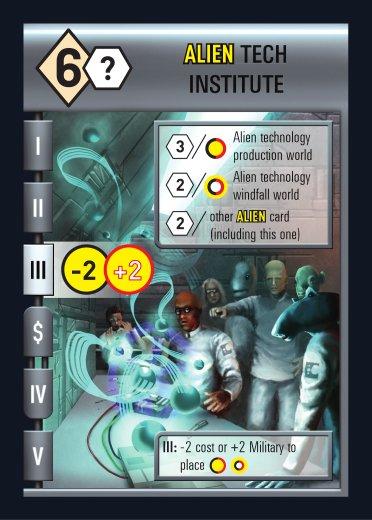 6 ?
ALIEN TECH
INSTITUTE
I
II
III
$
IV
V
3 / Alien technology
production world
2 / Alien technology
windfall world
2 / other ALIEN card
(including this one)
-2 +2
III: -2 cost or +2 Military to
place